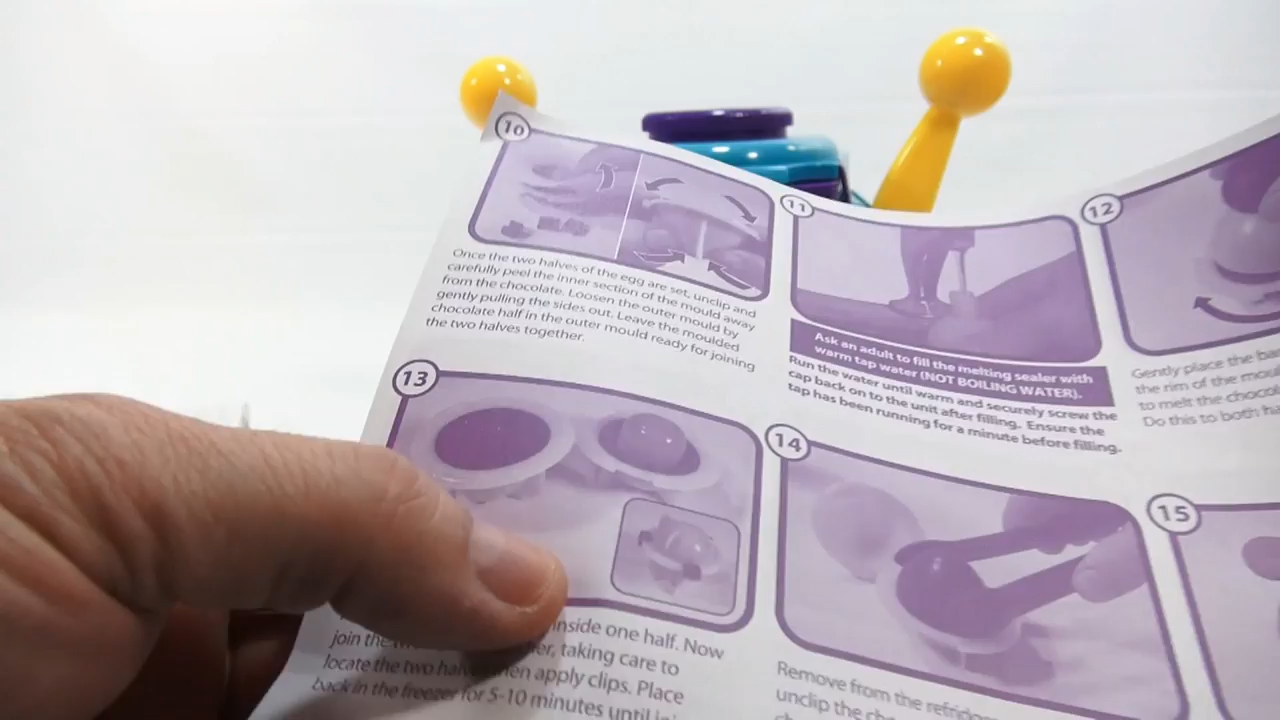 10
Once the two halves of the egg are set, unclip and
carefully peel the inner section of the mould away
from the chocolate. Loosen the outer mould by
gently pulling the sides out. Leave the moulded
chocolate half in the outer mould ready for joining
the two halves together.
11
Ask an adult to fill the melting sealer with
warm tap water (NOT BOILING WATER).
Run the water until warm and securely screw the
cap back on to the unit after filling. Ensure the
tap has been running for a minute before filling.
12
Gently place the
the rim of the
to melt the
Do this to both
13
inside one half. Now
join the taking care to
locate the two then apply clips. Place
back in the freezer for 5-10 minutes until
14
Remove from the
unclip the
15